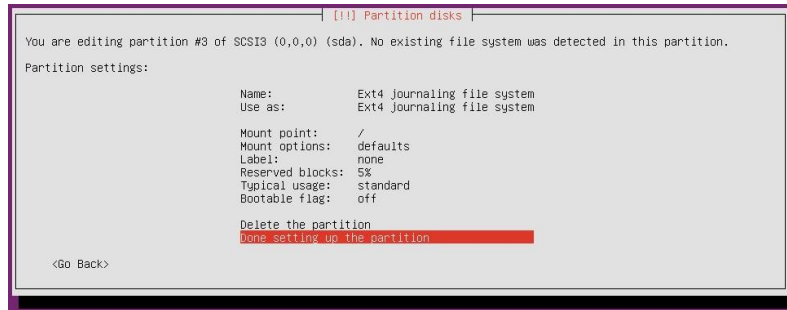 [!!] Partition disks
You are editing partition #3 of SCSI3 (0,0,0) (sda). No existing file system was detected in this partition.
Partition settings:
Name: Ext4 journaling file system
Use as: Ext4 journaling file system
Mount point: /
Mount options: defaults
Label: none
Reserved blocks: 5%
Typical usage: standard
Bootable flag: off
Delete the partition
Done setting up the partition
<Go Back>